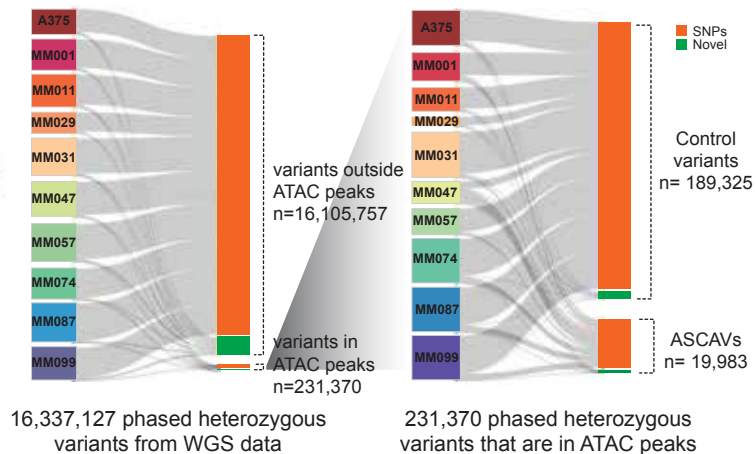 A375
MM001
MM011
MM029
MM031
MM047
MM057
MM074
MM087
MM099
variants outside
ATAC peaks
n=16,105,757
variants in
ATAC peaks
n=231,370
16,337,127 phased heterozygous
variants from WGS data
A375
MM001
MM011
MM029
MM031
MM047
MM057
MM074
MM087
MM099
SNPs
Novel
Control
variants
n= 189,325
ASCAVs
n= 19,983
231,370 phased heterozygous
variants that are in ATAC peaks